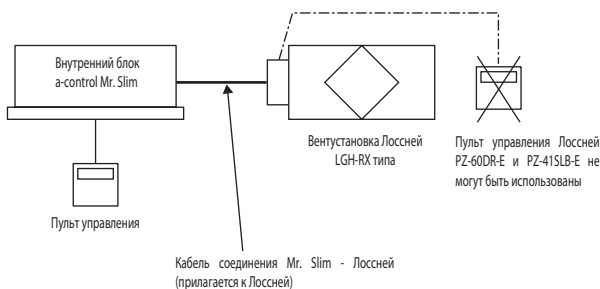 Внутренний блок
a-control Mr. Slim
Вентустановка Лоссней
LGH-RX типа
Пульт управления Лоссней
PZ-60DR-E и PZ-41SLB-E не
могут быть использованы
Пульт управления
Кабель соединения Mr. Slim - Лоссней
(прилагается к Лоссней)